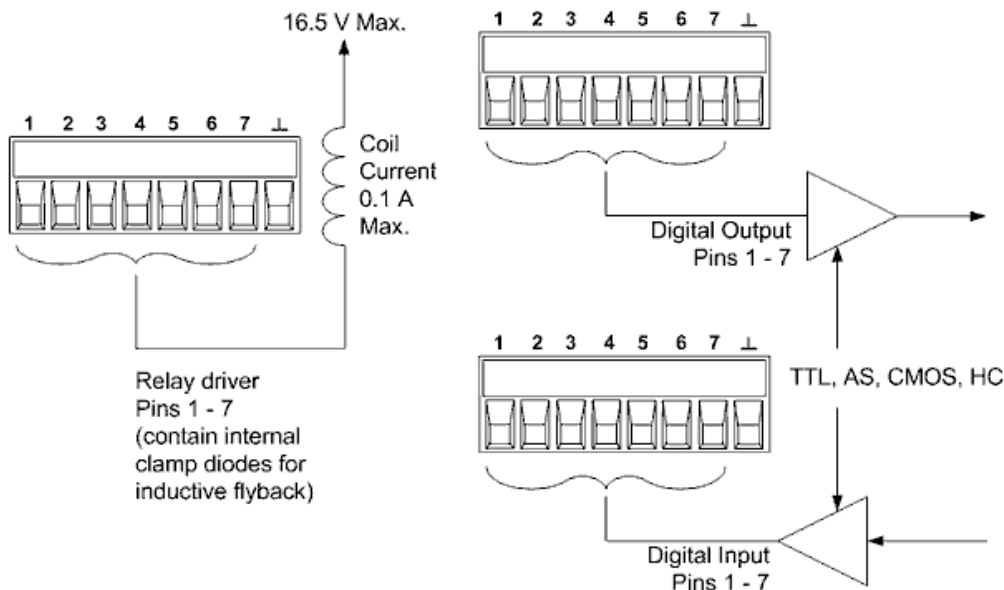 16.5 V Max.
1 2 3 4 5 6 7 ⊥
Coil
Current
0.1 A
Max.
Relay driver
Pins 1 - 7
(contain internal
clamp diodes for
inductive flyback)
1 2 3 4 5 6 7 ⊥
Digital Output
Pins 1 - 7
TTL, AS, CMOS, HC
1 2 3 4 5 6 7 ⊥
Digital Input
Pins 1 - 7